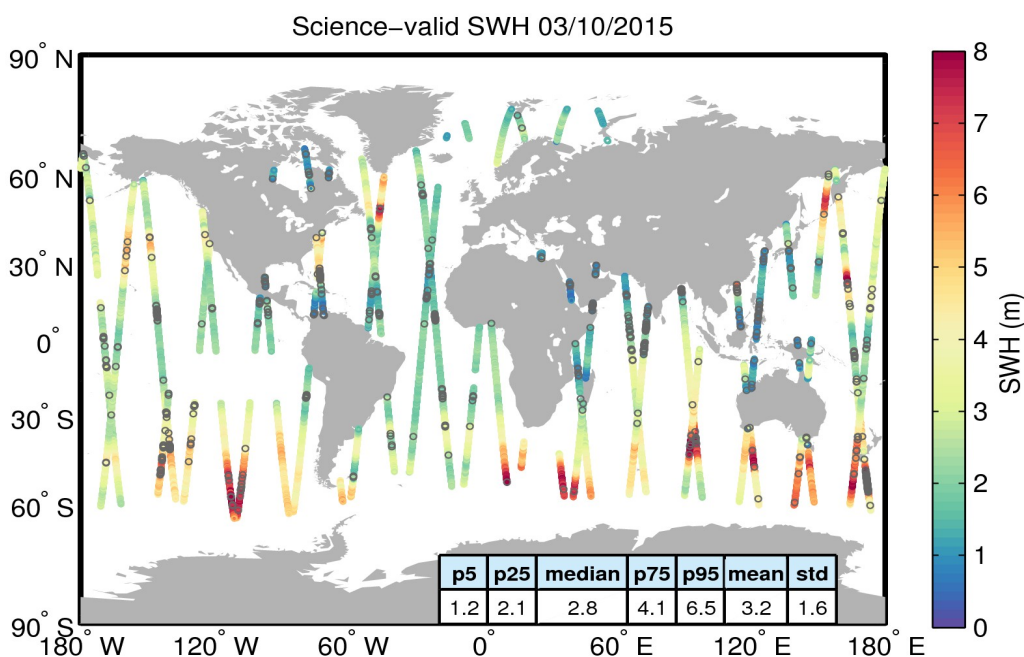 Science−valid SWH 03/10/2015
90° N
60° N
30° N
0°
30° S
60° S
90° S
180° W
120° W
60° W
0°
60° E
120° E
180° E
p5 p25 median p75 p95 mean std
1.2 2.1 2.8 4.1 6.5 3.2 1.6
8
7
6
5
4
3
2
1
0
SWH (m)